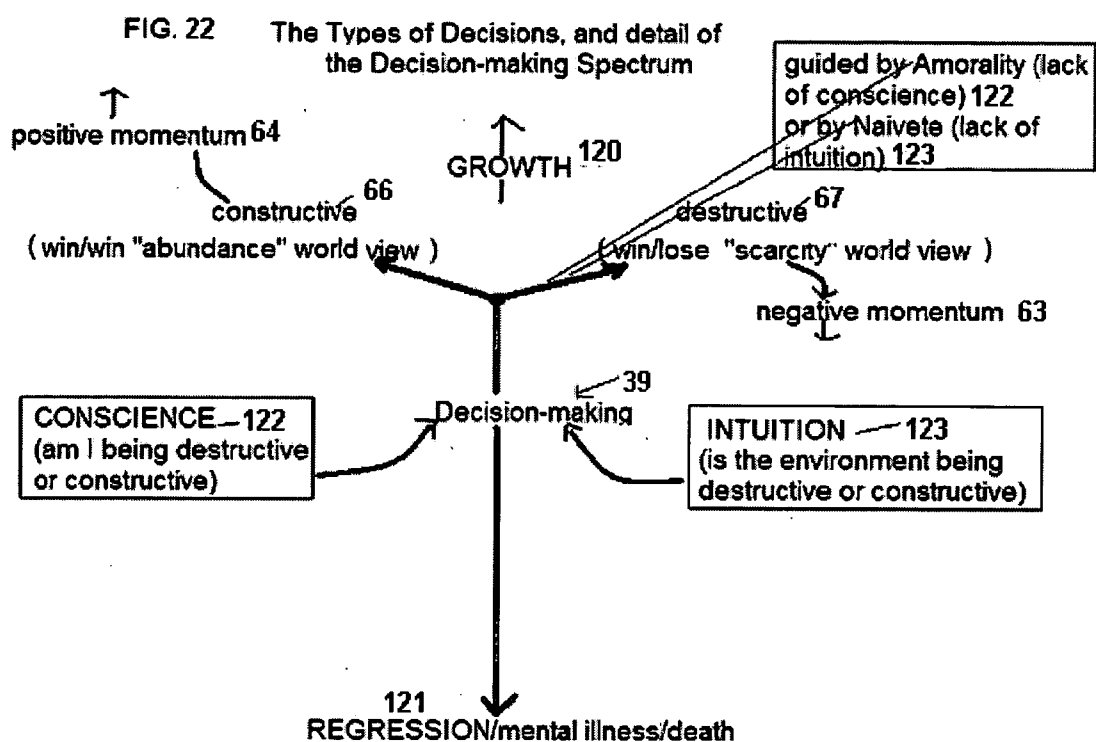 FIG. 22
The Types of Decisions, and detail of
the Decision-making Spectrum
guided by Amorality (lack
of conscience) 122
or by Naivete (lack of
intuition) 123
positive momentum 64
GROWTH 120
66
constructive
(win/win "abundance" world view )
67
destructive
( win/lose "scarcity" world view )
negative momentum 63
39
Decision-making
CONSCIENCE 122
(am I being destructive
or constructive)
INTUITION 123
(is the environment being
destructive or constructive)
121
REGRESSION/mental illness/death